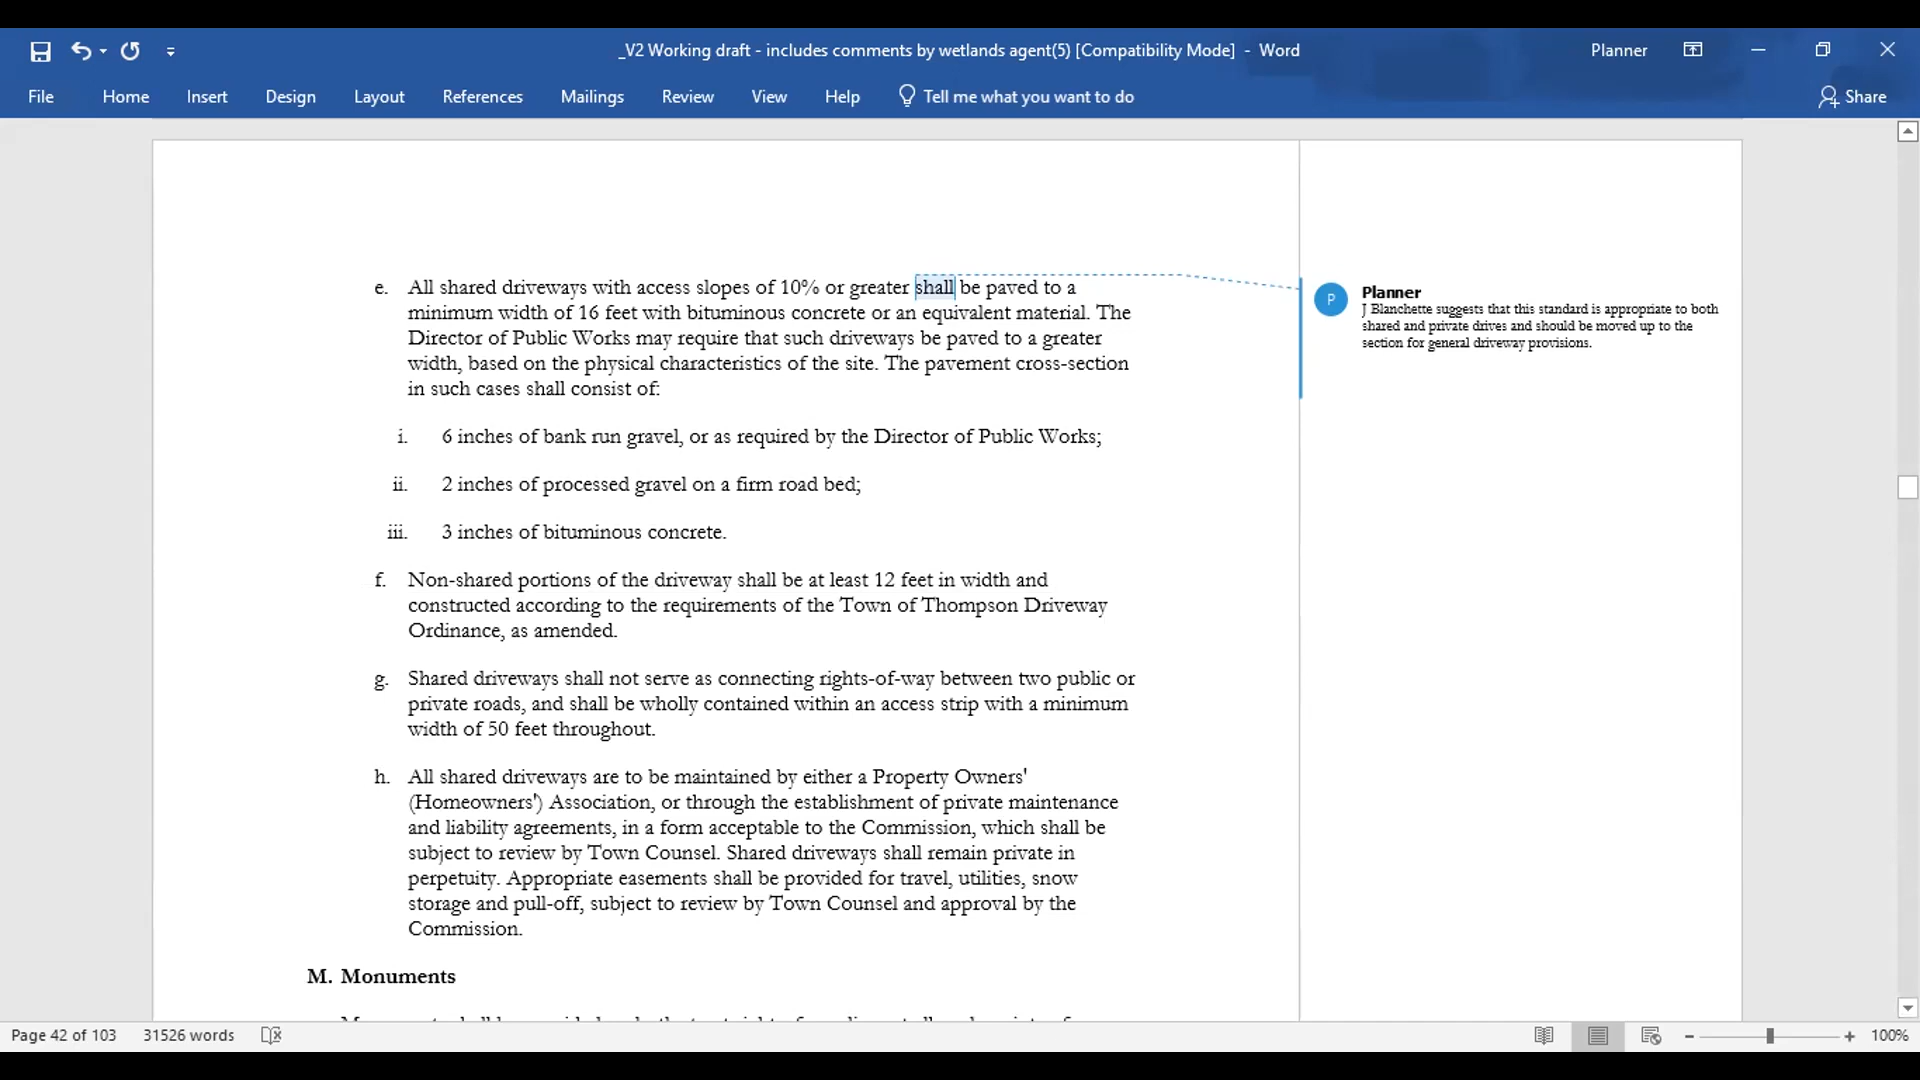 _V2 Working draft - includes comments by wetlands agent(5) [Compatibility Mode] - Word
Planner
File Home Insert Design Layout References Mailings Review View Help Tell me what you want to do Share
e. All shared driveways with access slopes of 10% or greater shall be paved to a
minimum width of 16 feet with bituminous concrete or an equivalent material. The
Director of Public Works may require that such driveways be paved to a greater
width, based on the physical characteristics of the site. The pavement cross-section
in such cases shall consist of:
i. 6 inches of bank run gravel, or as required by the Director of Public Works;
ii. 2 inches of processed gravel on a firm road bed;
iii. 3 inches of bituminous concrete.
f. Non-shared portions of the driveway shall be at least 12 feet in width and
constructed according to the requirements of the Town of Thompson Driveway
Ordinance, as amended.
g. Shared driveways shall not serve as connecting rights-of-way between two public or
private roads, and shall be wholly contained within an access strip with a minimum
width of 50 feet throughout.
h. All shared driveways are to be maintained by either a Property Owners'
(Homeowners') Association, or through the establishment of private maintenance
and liability agreements, in a form acceptable to the Commission, which shall be
subject to review by Town Counsel. Shared driveways shall remain private in
perpetuity. Appropriate easements shall be provided for travel, utilities, snow
storage and pull-off, subject to review by Town Counsel and approval by the
Commission.
M. Monuments
P
Planner
J Blanchette suggests that this standard is appropriate to both
shared and private drives and should be moved up to the
section for general driveway provisions.
Page 42 of 103 31526 words 100%